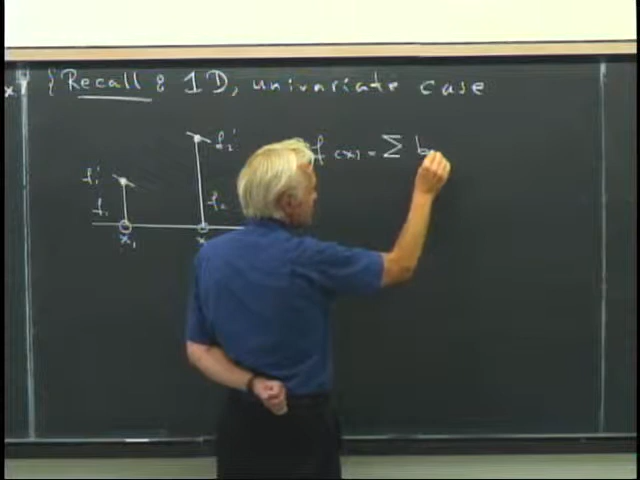 Recall : 1D, univariate case
f₂'
f (x) = Σ b
f₁'
f₁
f₂
x₁
x